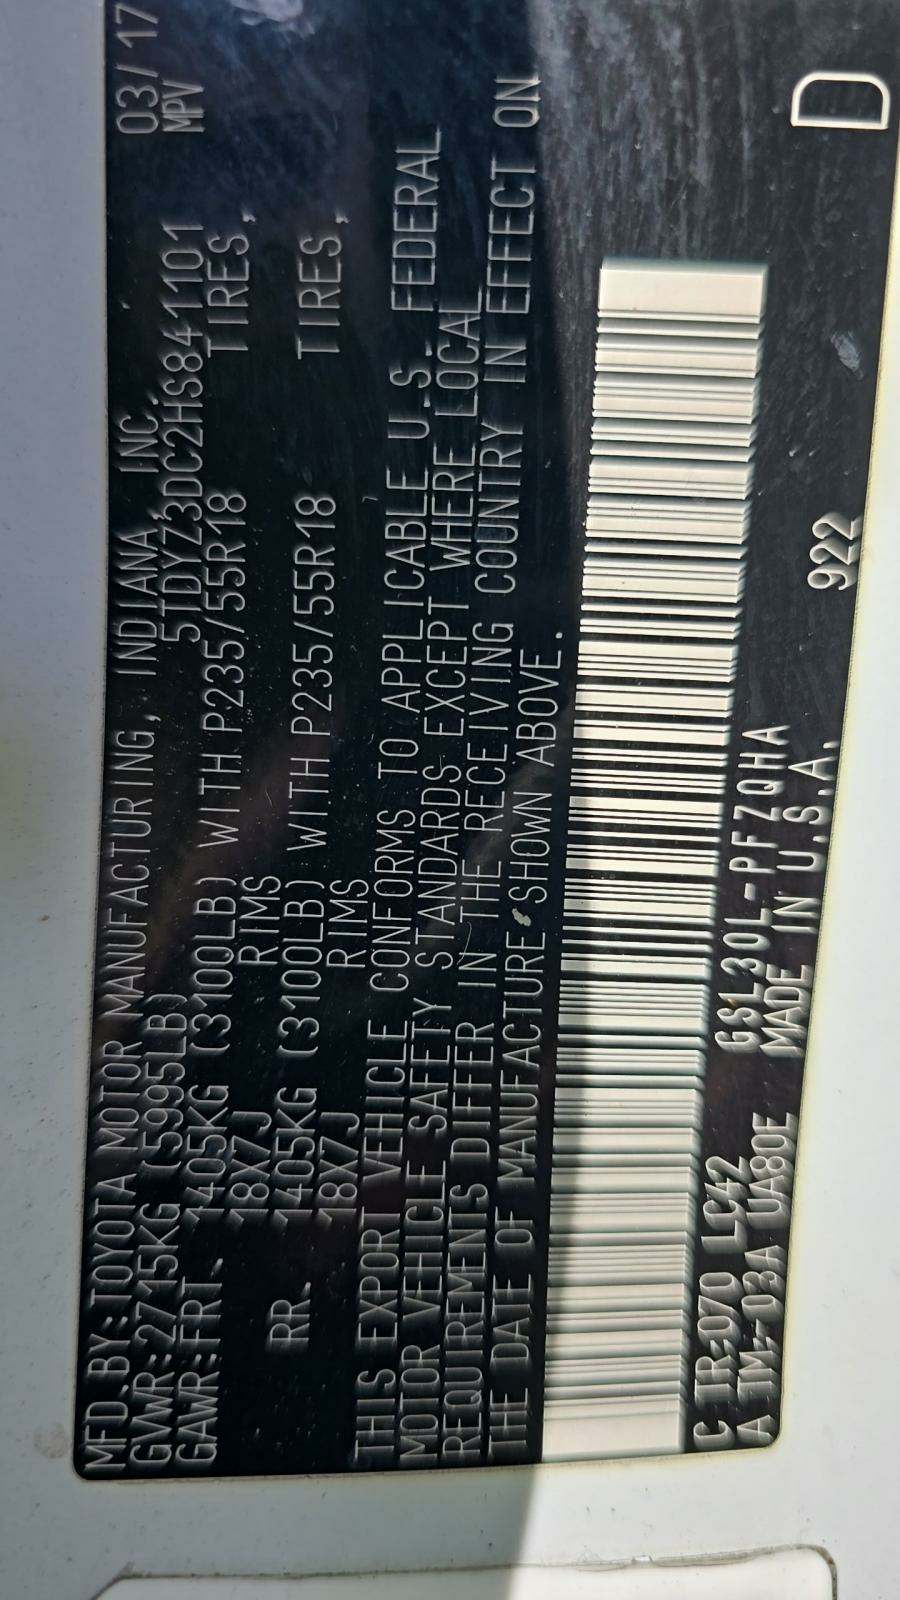 MFD.BY:TOYOTA MOTOR MANUFACTURING, INDIANA, INC. 03/17
GVWR:2715KG (5995LB) 5TDYZ3DC2HS841101 MPV
GAWR:FRT. 1405KG (3100LB) WITH P235/55R18 TIRES,
18X7J RIMS
RR. 1405KG (3100LB) WITH P235/55R18 TIRES,
18X7J RIMS
THIS EXPORT VEHICLE CONFORMS TO APPLICABLE U.S. FEDERAL
MOTOR VEHICLE SAFETY STANDARDS EXCEPT WHERE LOCAL
REQUIREMENTS DIFFER IN THE RECEIVING COUNTRY IN EFFECT ON
THE DATE OF MANUFACTURE SHOWN ABOVE.
C TR:070 LC42 GSL30L-PFZQHA 922 D
A TM:-03A UA80E MADE IN U.S.A.